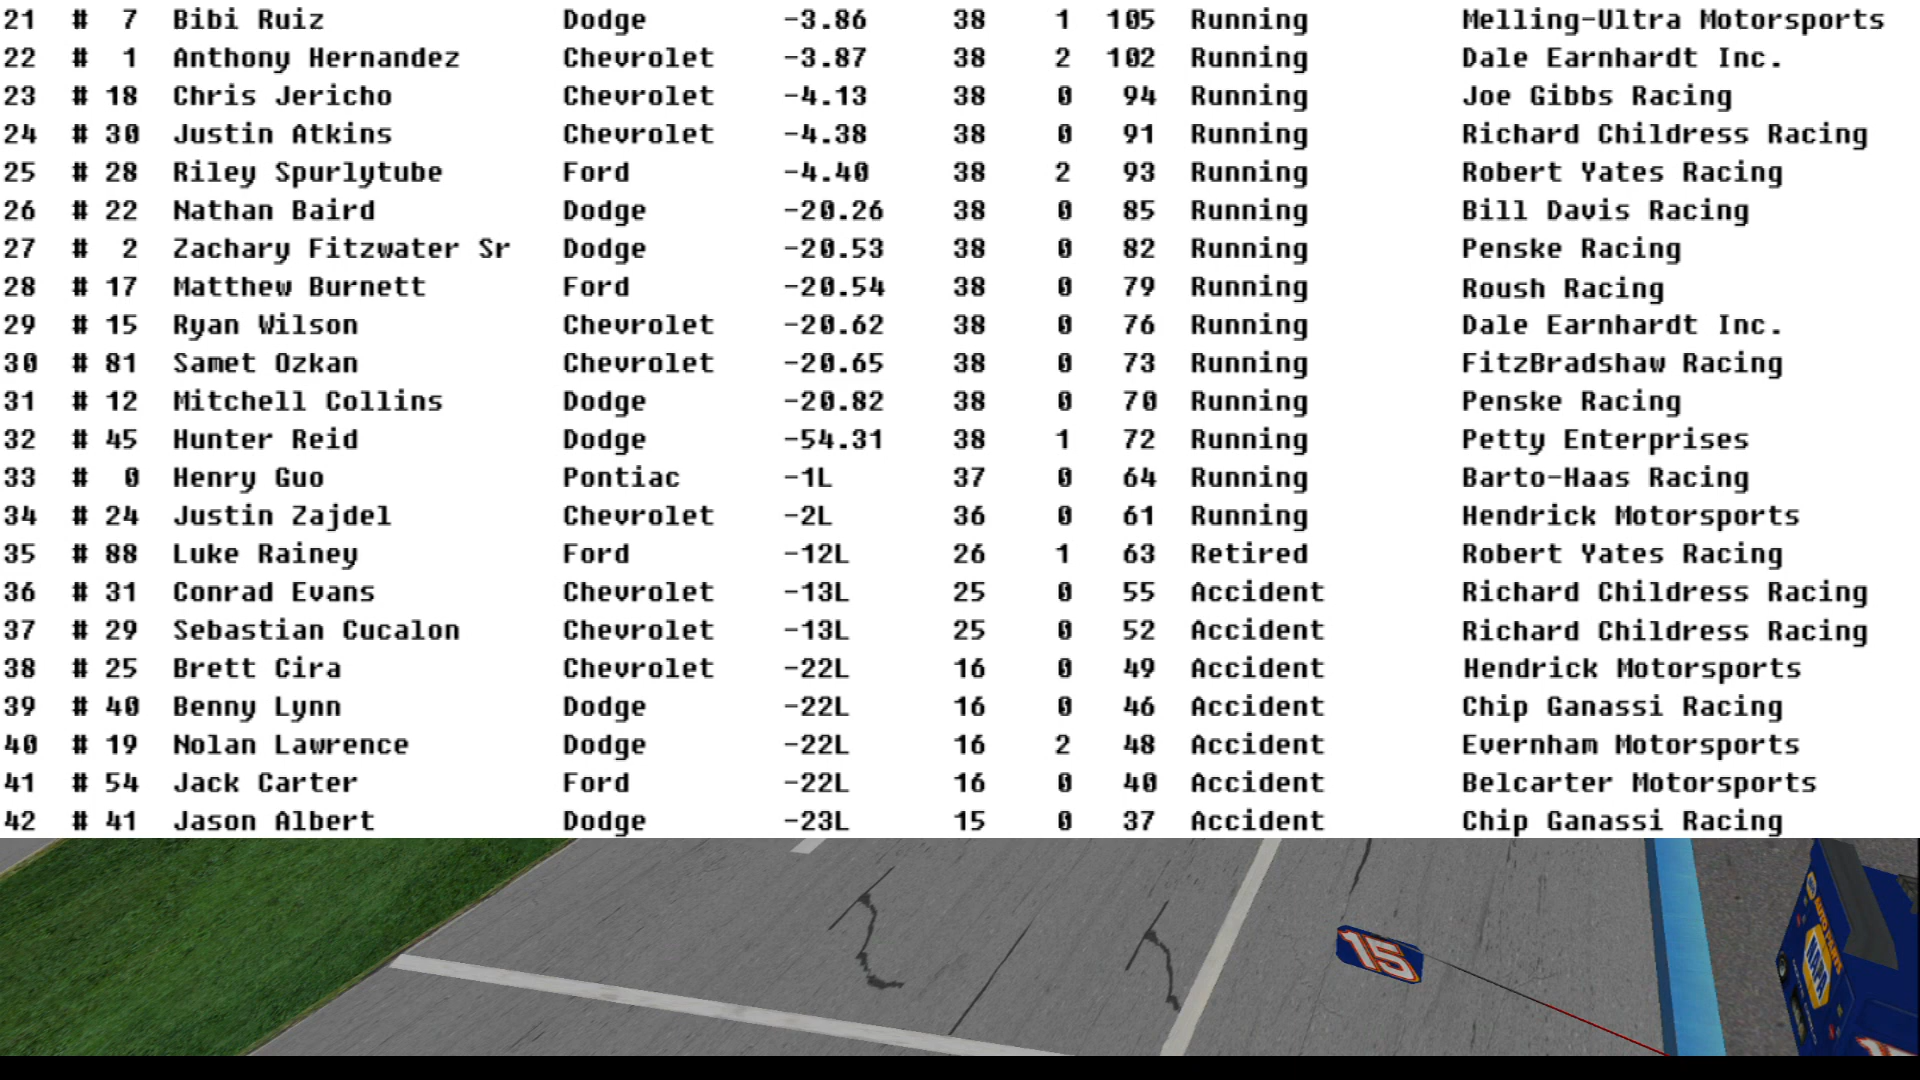 21 # 7 Bibi Ruiz Dodge -3.86 38 1 105 Running Melling-Ultra Motorsports
22 # 1 Anthony Hernandez Chevrolet -3.87 38 2 102 Running Dale Earnhardt Inc.
23 # 18 Chris Jericho Chevrolet -4.13 38 0 94 Running Joe Gibbs Racing
24 # 30 Justin Atkins Chevrolet -4.38 38 0 91 Running Richard Childress Racing
25 # 28 Riley Spurlytube Ford -4.40 38 2 93 Running Robert Yates Racing
26 # 22 Nathan Baird Dodge -20.26 38 0 85 Running Bill Davis Racing
27 # 2 Zachary Fitzwater Sr Dodge -20.53 38 0 82 Running Penske Racing
28 # 17 Matthew Burnett Ford -20.54 38 0 79 Running Roush Racing
29 # 15 Ryan Wilson Chevrolet -20.62 38 0 76 Running Dale Earnhardt Inc.
30 # 81 Samet Ozkan Chevrolet -20.65 38 0 73 Running FitzBradshaw Racing
31 # 12 Mitchell Collins Dodge -20.82 38 0 70 Running Penske Racing
32 # 45 Hunter Reid Dodge -54.31 38 1 72 Running Petty Enterprises
33 # 0 Henry Guo Pontiac -1L 37 0 64 Running Barto-Haas Racing
34 # 24 Justin Zajdel Chevrolet -2L 36 0 61 Running Hendrick Motorsports
35 # 88 Luke Rainey Ford -12L 26 1 63 Retired Robert Yates Racing
36 # 31 Conrad Evans Chevrolet -13L 25 0 55 Accident Richard Childress Racing
37 # 29 Sebastian Cucalon Chevrolet -13L 25 0 52 Accident Richard Childress Racing
38 # 25 Brett Cira Chevrolet -22L 16 0 49 Accident Hendrick Motorsports
39 # 40 Benny Lynn Dodge -22L 16 0 46 Accident Chip Ganassi Racing
40 # 19 Nolan Lawrence Dodge -22L 16 2 48 Accident Evernham Motorsports
41 # 54 Jack Carter Ford -22L 16 0 40 Accident Belcarter Motorsports
42 # 41 Jason Albert Dodge -23L 15 0 37 Accident Chip Ganassi Racing
15
NAPA
AUTO PARTS